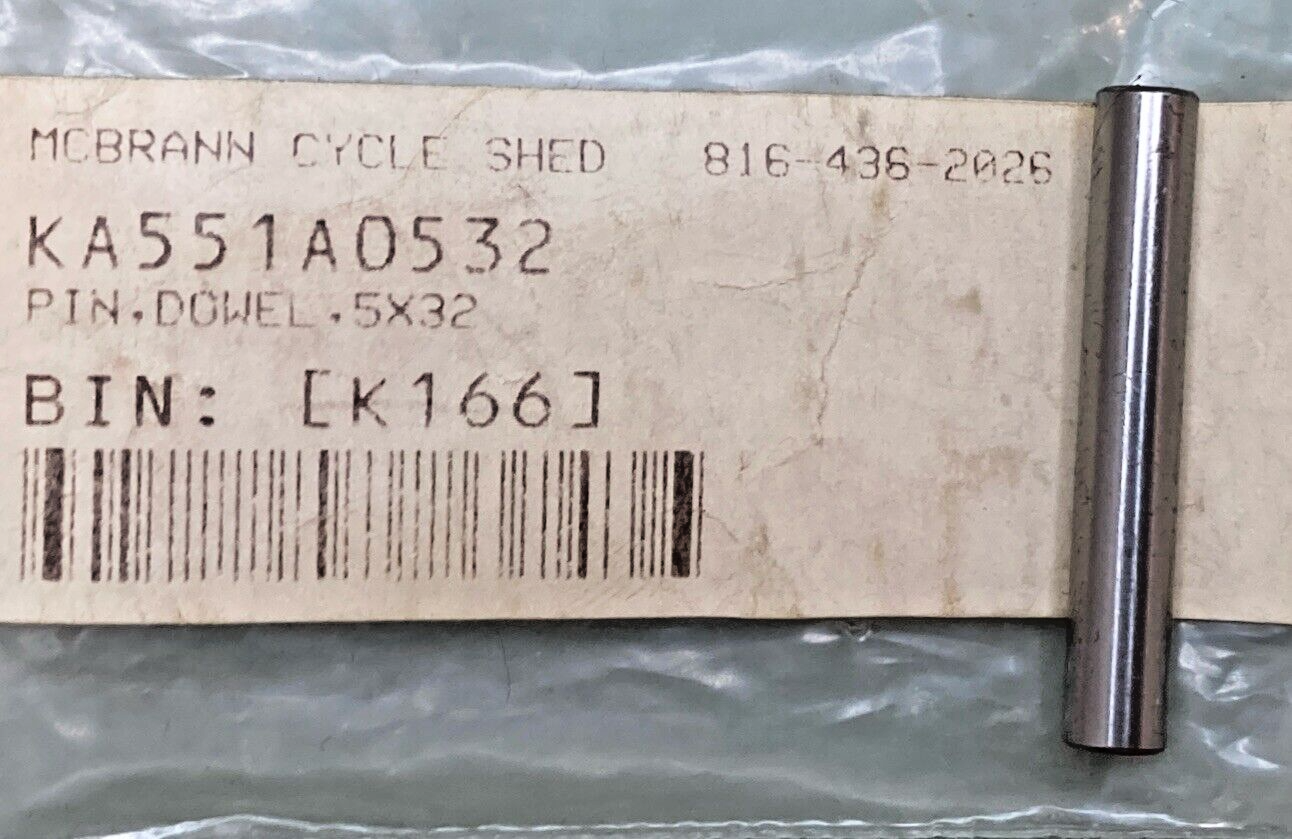 MCBRANN CYCLE SHED 816-436-2026
KA551A0532
PIN,DOWEL,5X32
BIN: [K166]